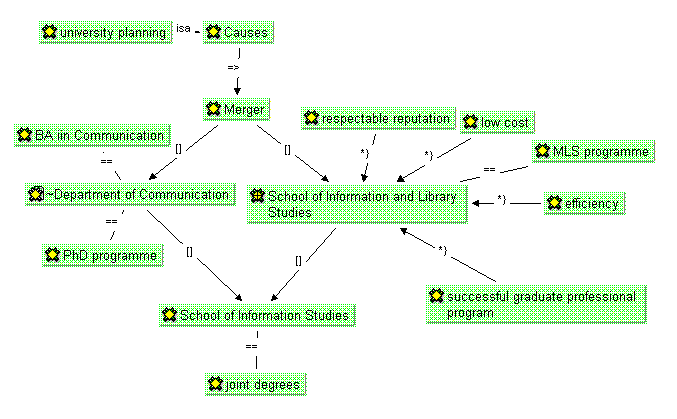 university planning
isa
Causes
=>
Merger
respectable reputation
low cost
BA iin Communication
[]
[]
*}
*}
==
MLS programme
==
~Department of Communication
School of Information and Library
Studies
*}
efficiency
==
PhD programme
[]
[]
*}
successful graduate professional
program
School of Information Studies
==
joint degrees